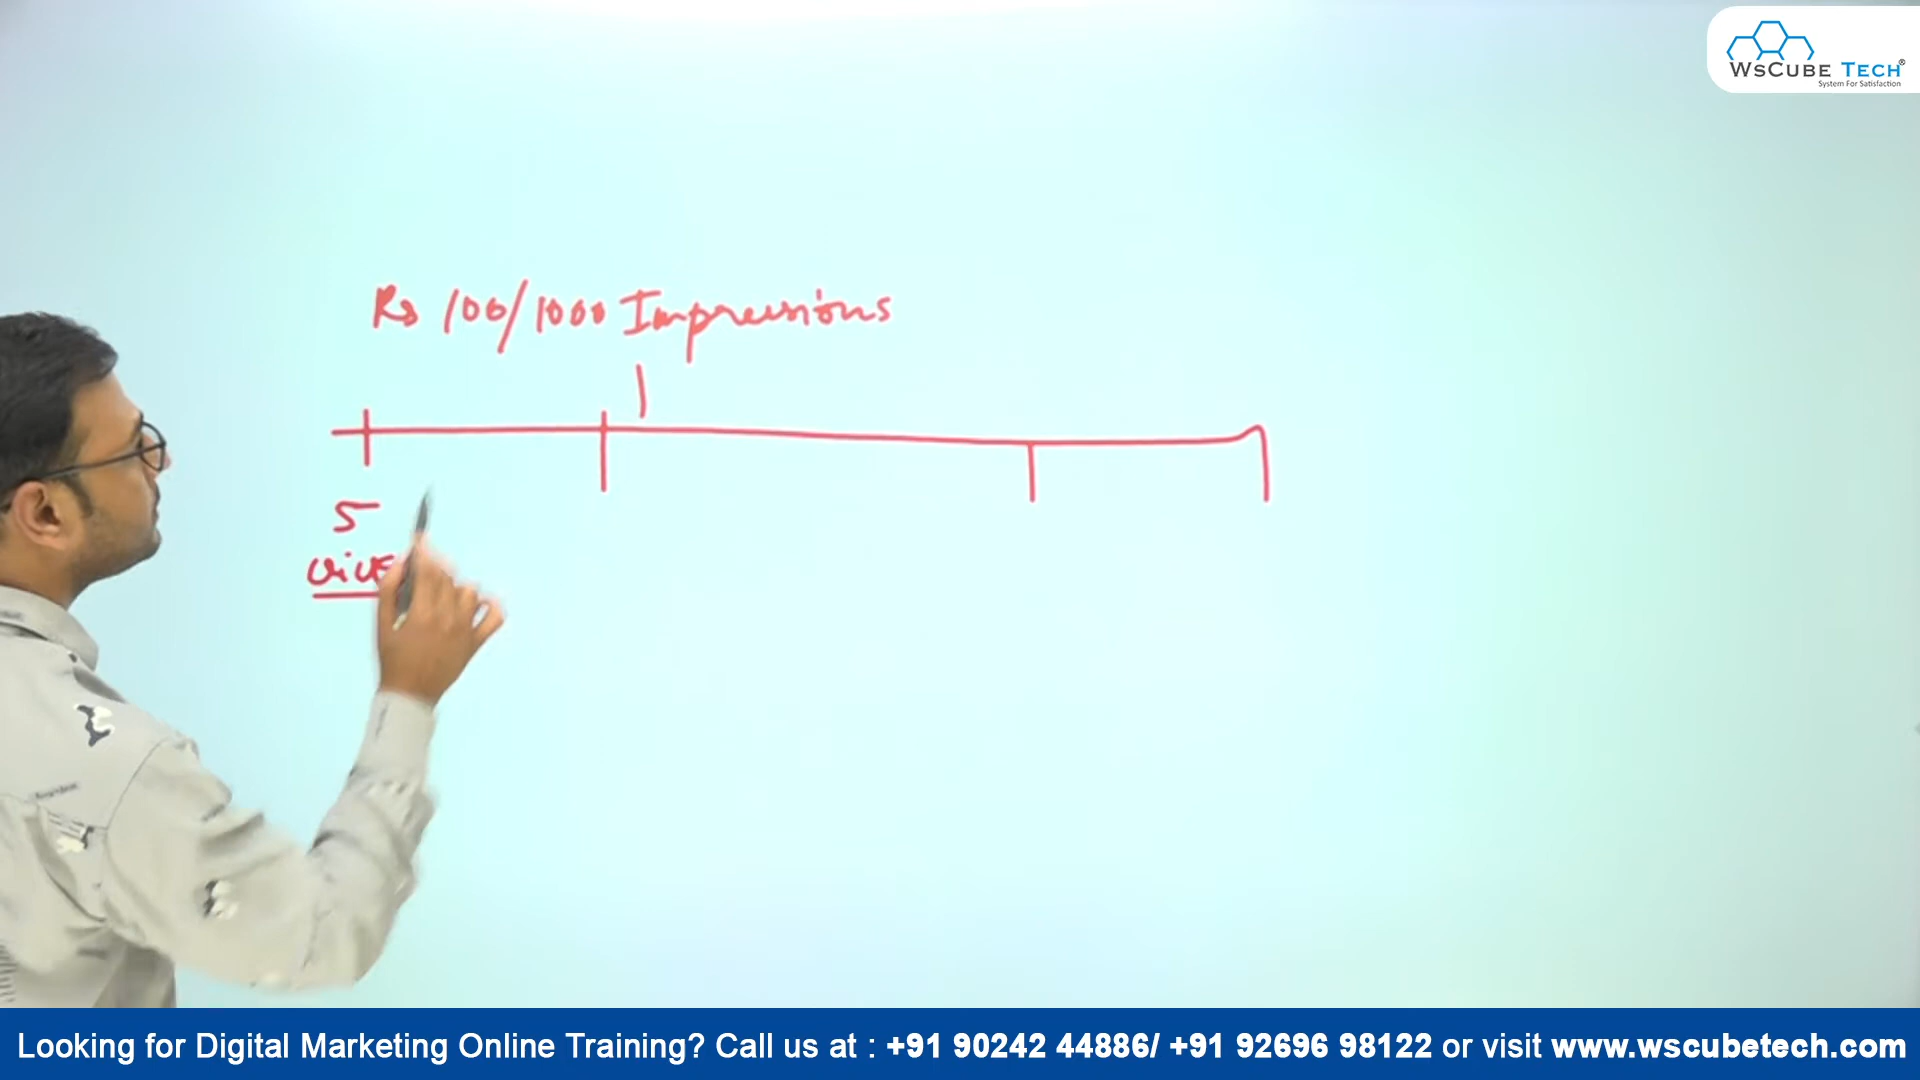 WsCUBE TECH®
System For Satisfaction
Rs 100/1000 Impressions
5
Looking for Digital Marketing Online Training? Call us at : +91 90242 44886/ +91 92696 98122 or visit www.wscubetech.com